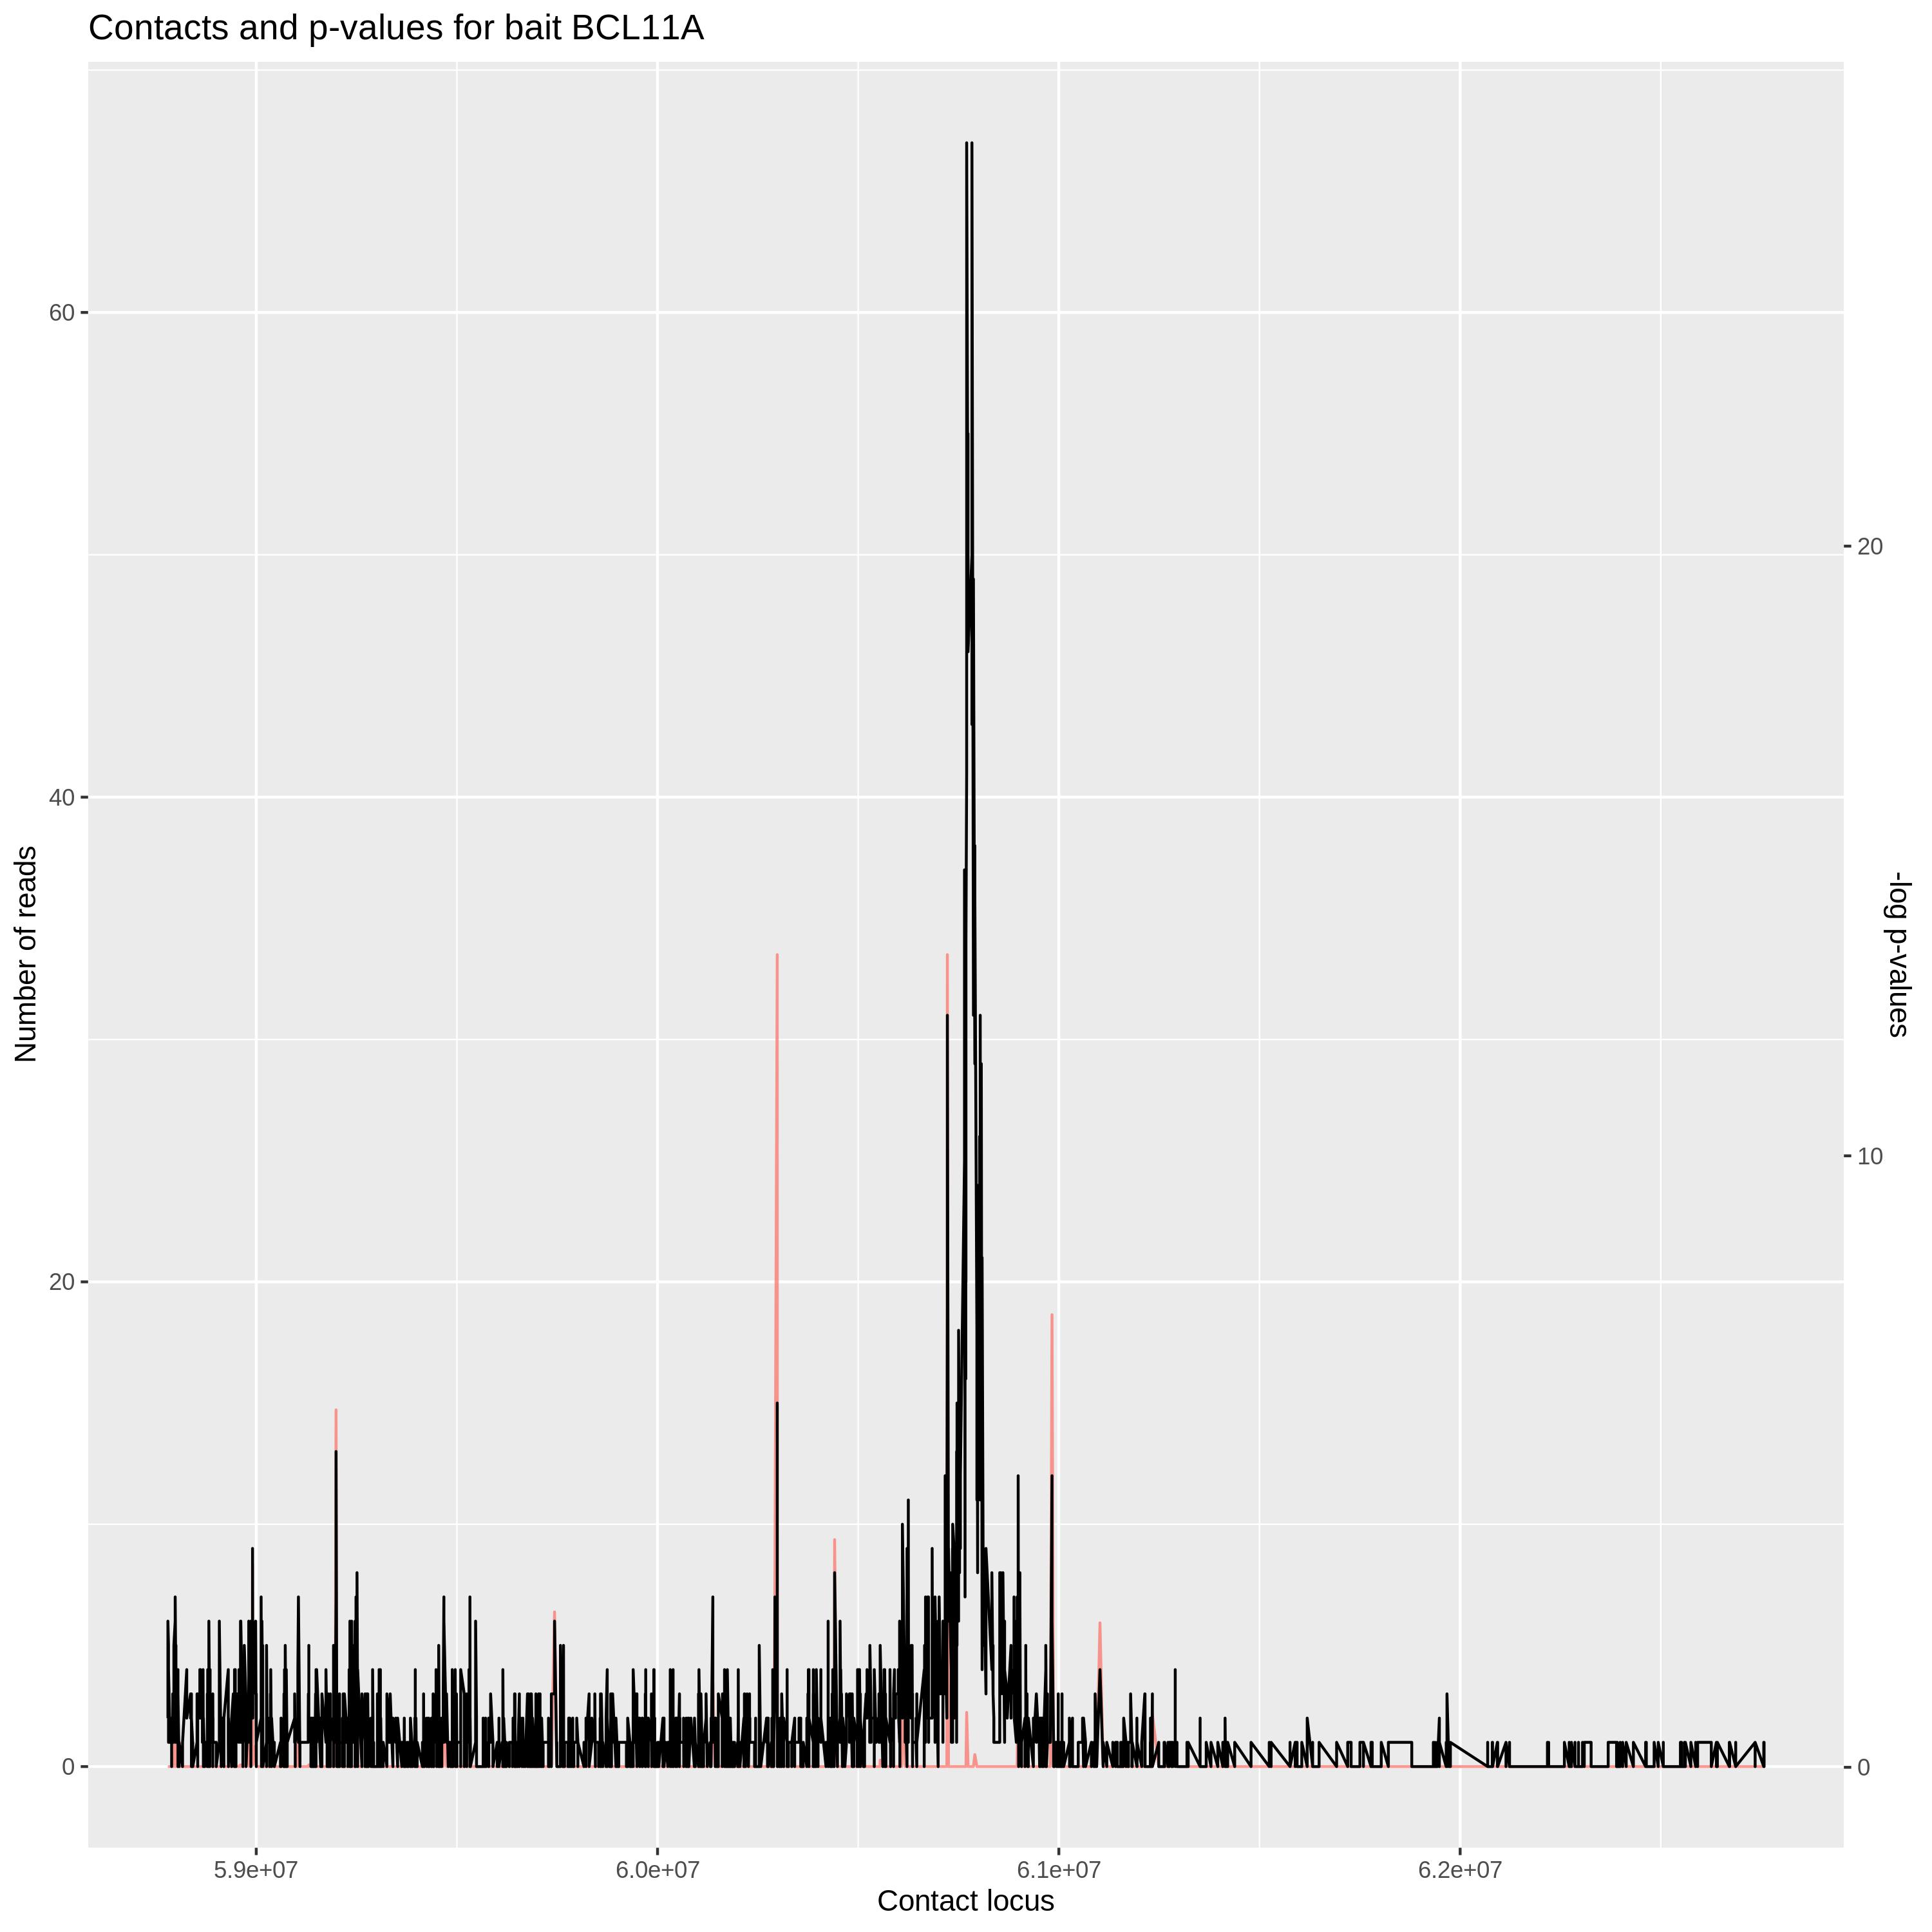 Contacts and p-values for bait BCL11A
60
40
20
0
Number of reads
20
10
0
-log p-values
5.9e+07 6.0e+07 6.1e+07 6.2e+07
Contact locus